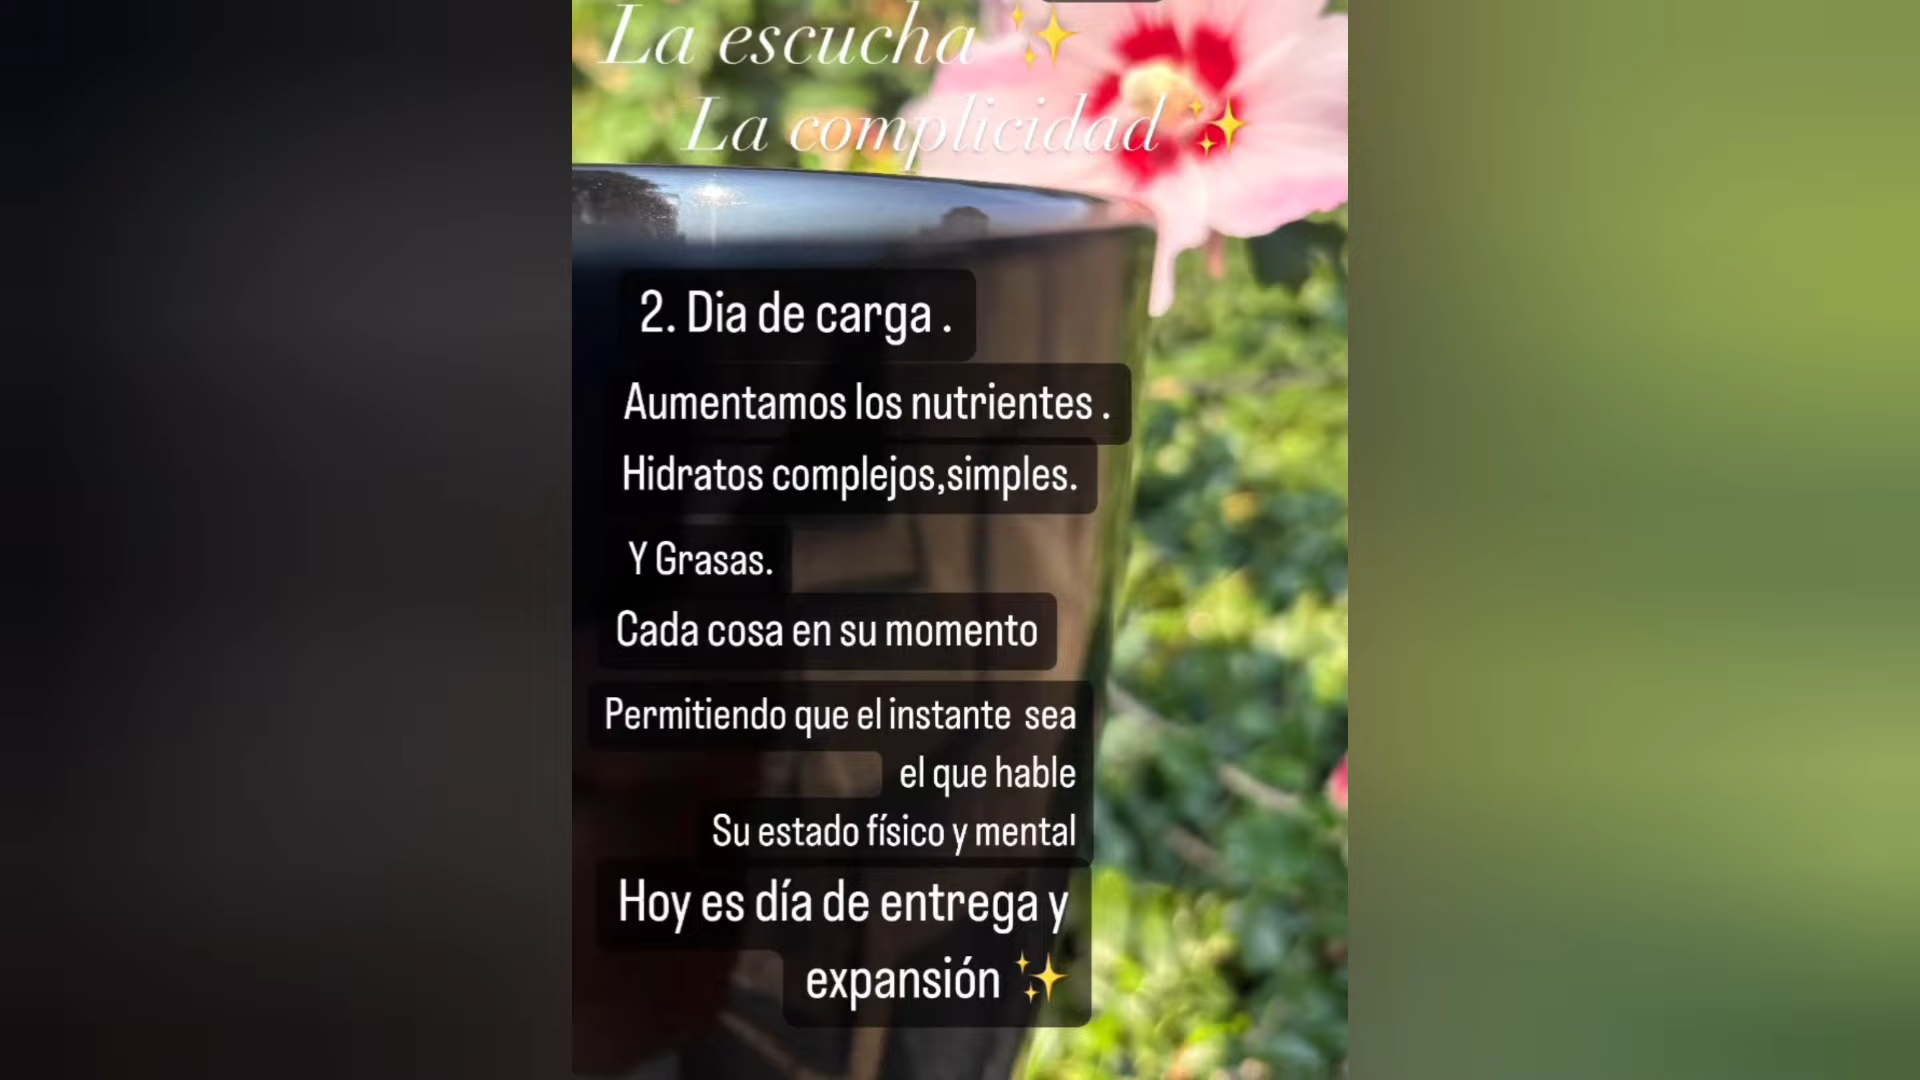 La escucha ✨
La complicidad ✨
2. Dia de carga .
Aumentamos los nutrientes .
Hidratos complejos,simples.
Y Grasas.
Cada cosa en su momento
Permitiendo que el instante sea
el que hable
Su estado físico y mental
Hoy es día de entrega y
expansión ✨